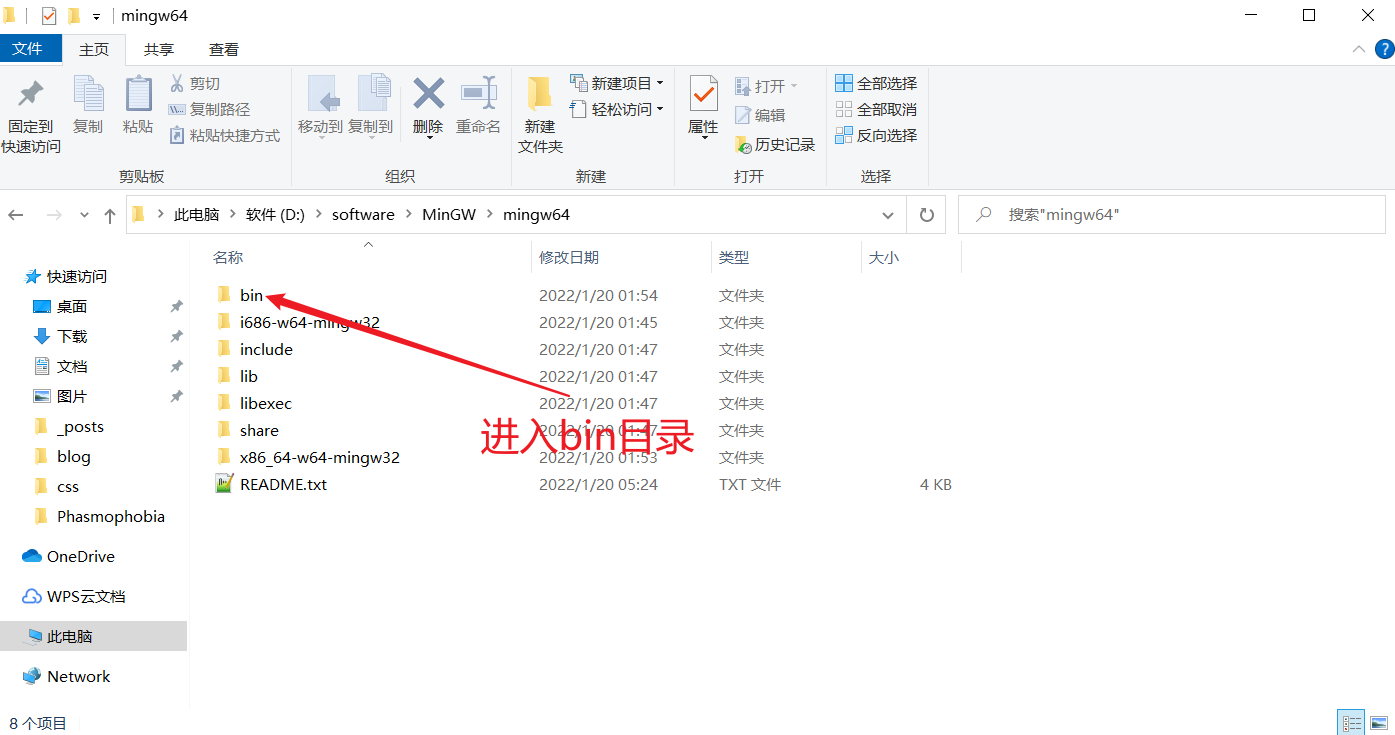 mingw64
文件 主页 共享 查看
固定到
快速访问
复制
粘贴
剪切
复制路径
粘贴快捷方式
剪贴板
移动到 复制到 删除 重命名
组织
新建
文件夹
新建项目
轻松访问
新建
属性
打开
编辑
历史记录
打开
全部选择
全部取消
反向选择
选择
此电脑 软件 (D:) software MinGW mingw64
搜索"mingw64"
快速访问
桌面
下载
文档
图片
_posts
blog
css
Phasmophobia
OneDrive
WPS云文档
此电脑
Network
名称 修改日期 类型 大小
bin 2022/1/20 01:54 文件夹
i686-w64-mingw32 2022/1/20 01:45 文件夹
include 2022/1/20 01:47 文件夹
lib 2022/1/20 01:47 文件夹
libexec 2022/1/20 01:47 文件夹
share 2022/1/20 01:47 文件夹
x86_64-w64-mingw32 2022/1/20 01:53 文件夹
README.txt 2022/1/20 05:24 TXT 文件 4 KB
进入bin目录
8 个项目